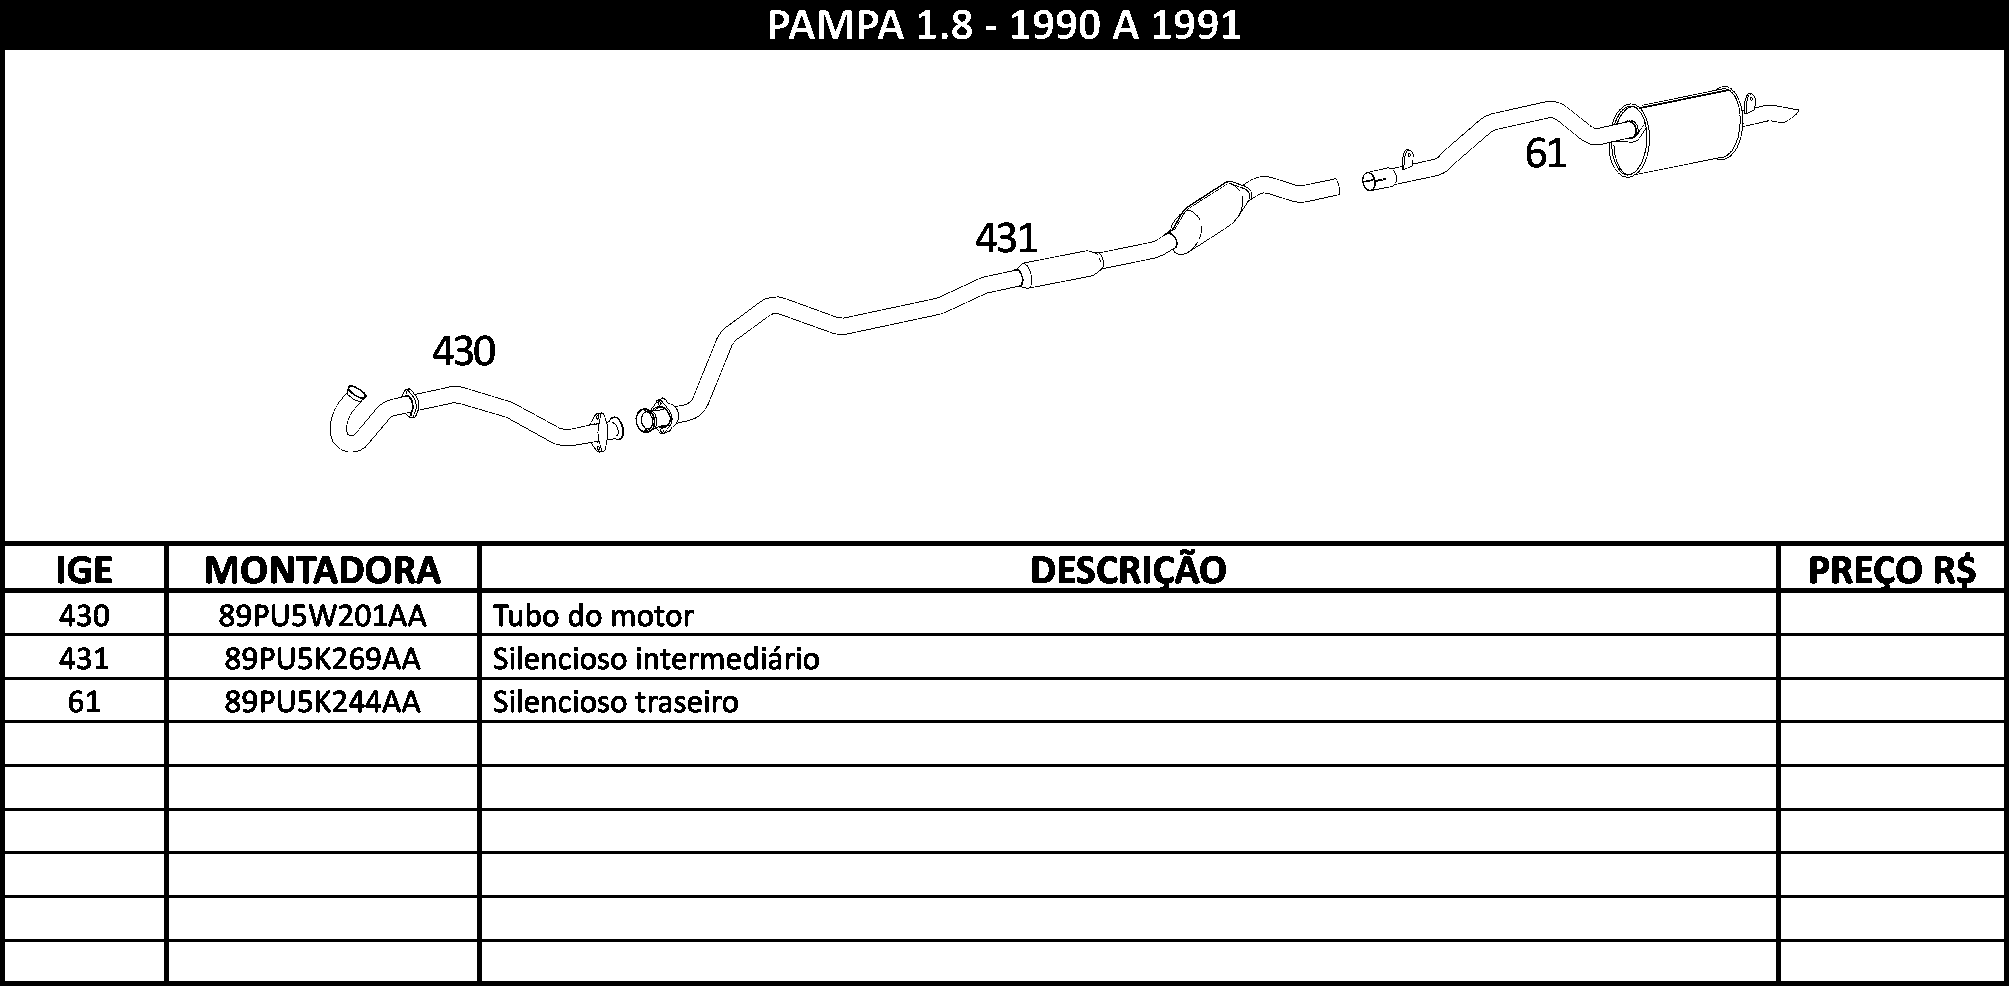 PAMPA 1.8 - 1990 A 1991
61
431
430
IGE MONTADORA DESCRIÇÃO PREÇO R$
430 89PU5W201AA Tubo do motor
431 89PU5K269AA Silencioso intermediário
61 89PU5K244AA Silencioso traseiro